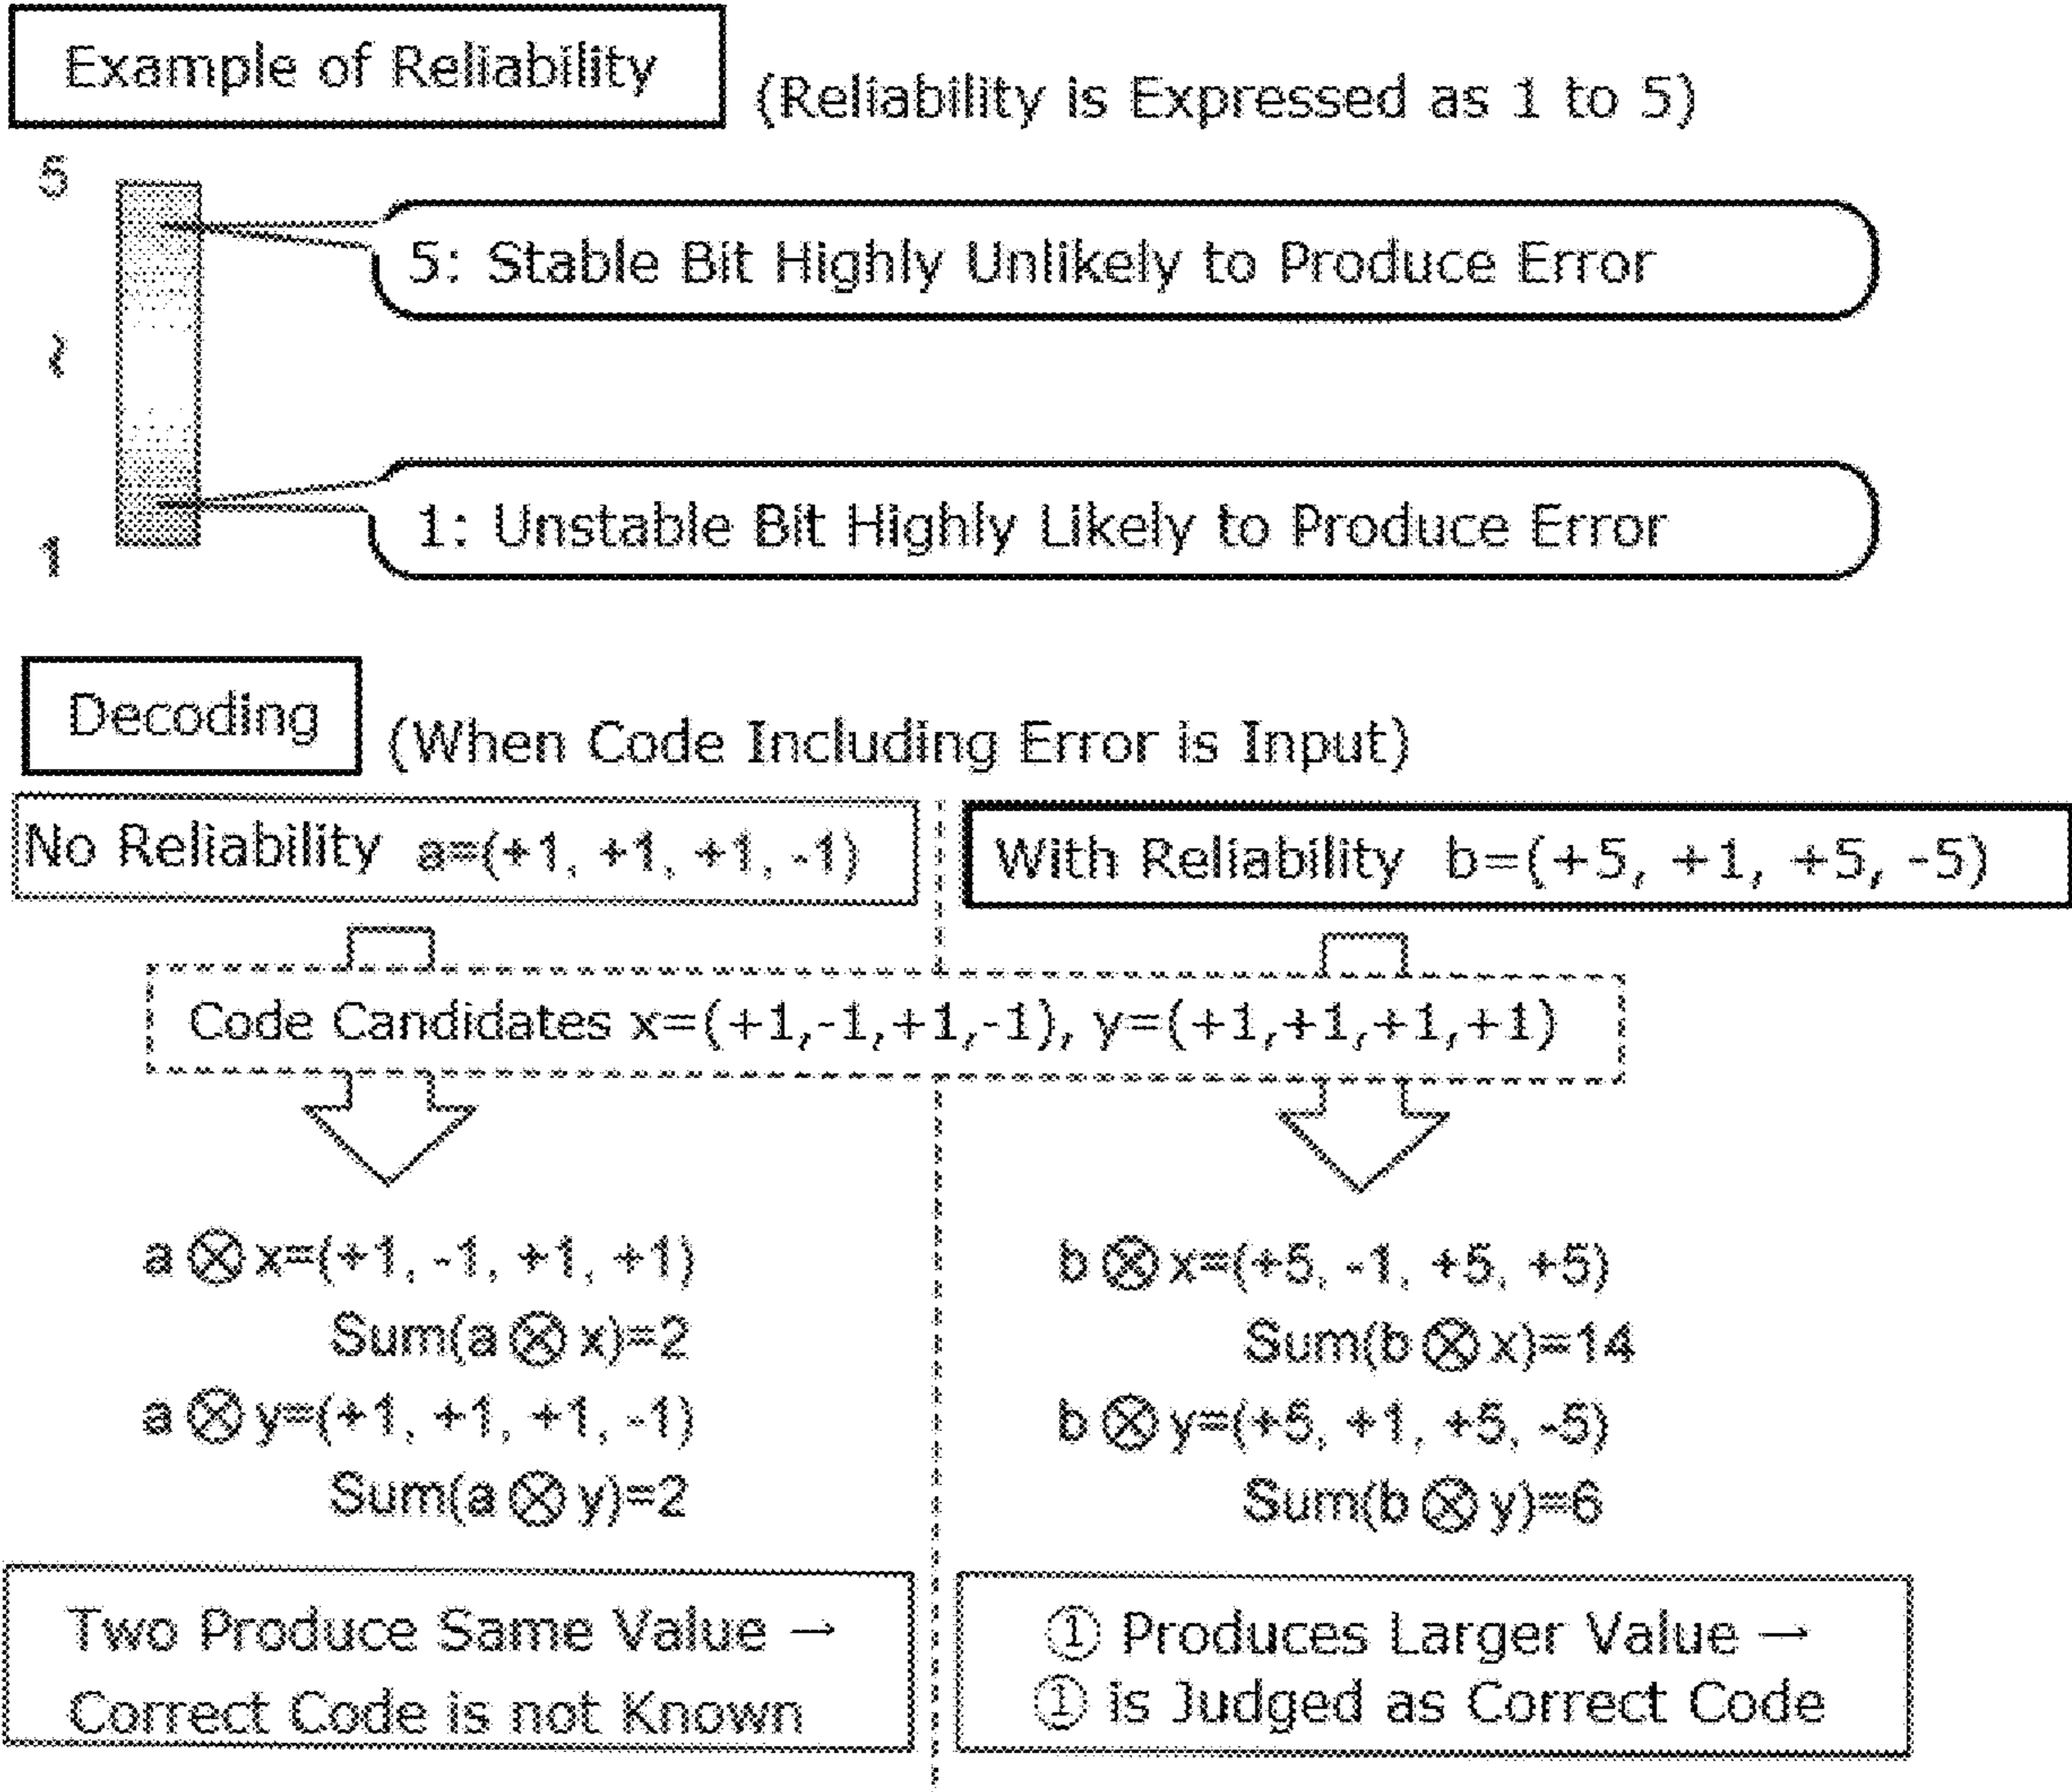 Example of Reliability (Reliability is Expressed as 1 to 5)
5
5: Stable Bit Highly Unlikely to Produce Error
~
1: Unstable Bit Highly Likely to Produce Error
1
Decoding (When Code Including Error is Input)
No Reliability a=(+1, +1, +1, -1)
With Reliability b=(+5, +1, +5, -5)
Code Candidates x=(+1,-1,+1,-1), y=(+1,+1,+1,+1)
a⊗x=(+1, -1, +1, +1)
Sum(a⊗x)=2
a⊗y=(+1, +1, +1, -1)
Sum(a⊗y)=2
Two Produce Same Value →
Correct Code is not Known
b⊗x=(+5, -1, +5, +5)
Sum(b⊗x)=14
b⊗y=(+5, +1, +5, -5)
Sum(b⊗y)=6
① Produces Larger Value →
① is Judged as Correct Code